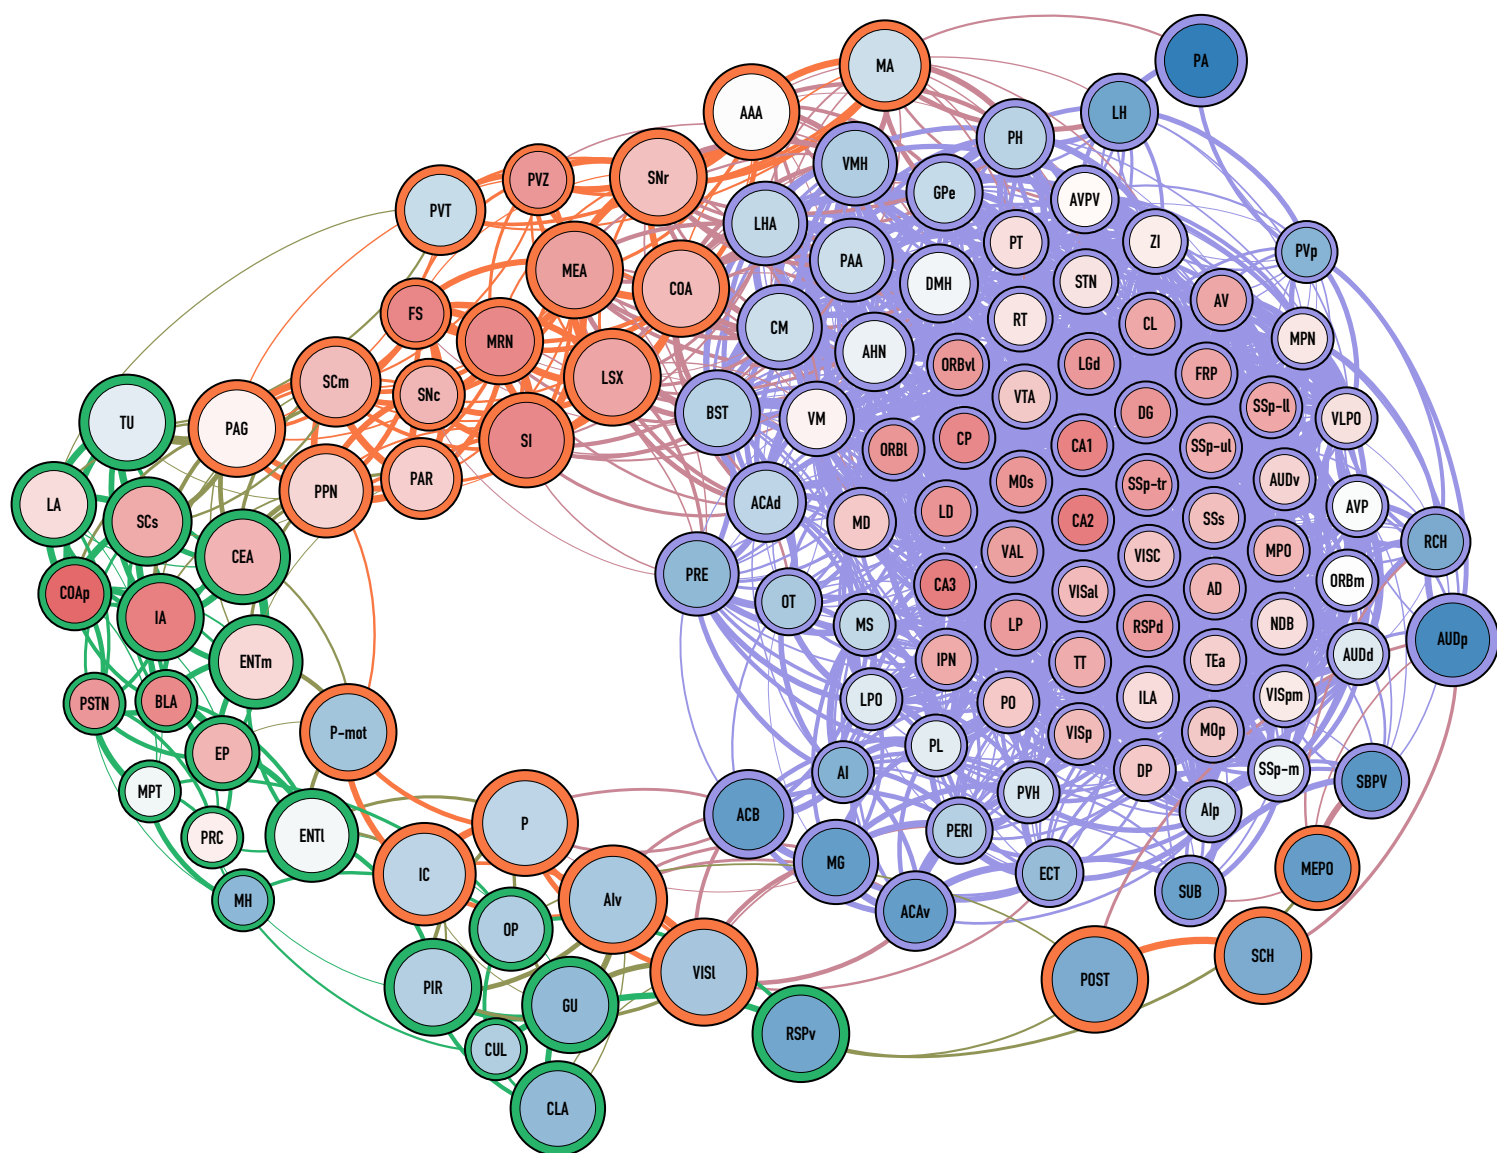 PA
MA
AAA
LH
PH
VMH
SNr
PVZ
GPe
AVPV
PVT
LHA
PT
ZI
PVp
PAA
MEA
DMH
STN
COA
AV
FS
RT
CL
CM
MPN
MRN
AHN
ORBvl
LGd
FRP
SCm
LSX
SNc
VTA
SSp-ll
BST
DG
VM
VLPO
TU
PAG
SI
CP
CA1
SSp-ul
ORBl
PAR
MOs
SSp-tr
AUDv
PPN
LA
ACAd
AVP
LD
SCs
MD
CA2
SSs
RCH
VAL
VISC
MPO
CEA
PRE
ORBm
CA3
AD
COAp
VISal
OT
IA
MS
LP
RSPd
NDB
AUDp
AUDd
ENTm
IPN
TT
TEa
VISpm
ILA
BLA
LPO
PO
PSTN
P-mot
MOp
VISp
PL
EP
DP
SSp-m
AI
SBPV
MPT
PVH
AIp
ACB
P
PERI
ENTl
PRC
MG
MEPO
IC
ECT
SUB
AIv
MH
ACAv
OP
SCH
VISl
POST
PIR
GU
RSPv
CUL
CLA